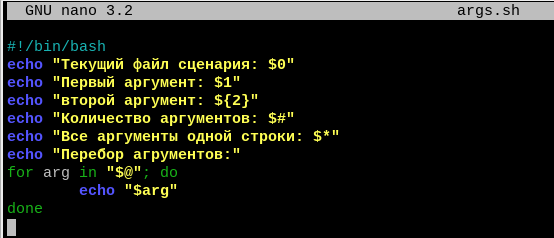 GNU nano 3.2 args.sh
#!/bin/bash
echo "Текущий файл сценария: $0"
echo "Первый аргумент: $1"
echo "второй аргумент: ${2}"
echo "Количество аргументов: $#"
echo "Все аргументы одной строки: $*"
echo "Перебор агрументов:"
for arg in "$@"; do
echo "$arg"
done